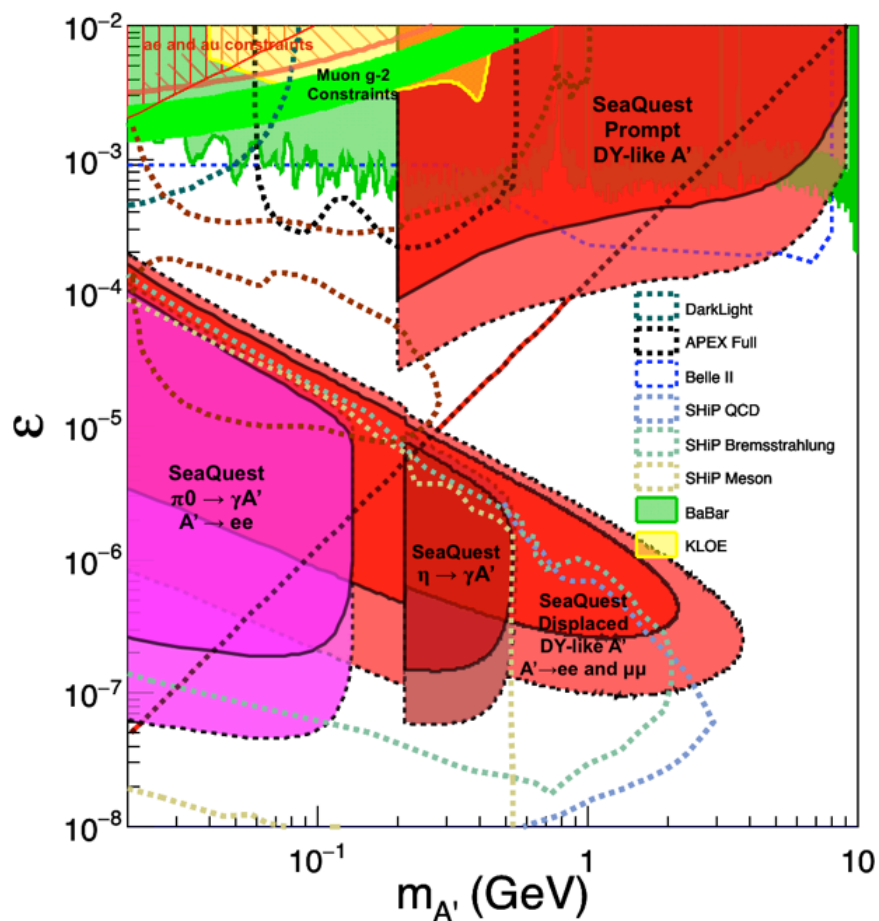 10⁻²
ae and au constraints
Muon g-2
Constraints
SeaQuest
Prompt
DY-like A'
10⁻³
10⁻⁴
DarkLight
APEX Full
Belle II
SHiP QCD
SHiP Bremsstrahlung
SHiP Meson
BaBar
KLOE
ε
10⁻⁵
SeaQuest
π0 → γA'
A' → ee
10⁻⁶
SeaQuest
η → γA'
SeaQuest
Displaced
DY-like A'
A'→ee and μμ
10⁻⁷
10⁻⁸
10⁻¹ 1 10
m_A' (GeV)